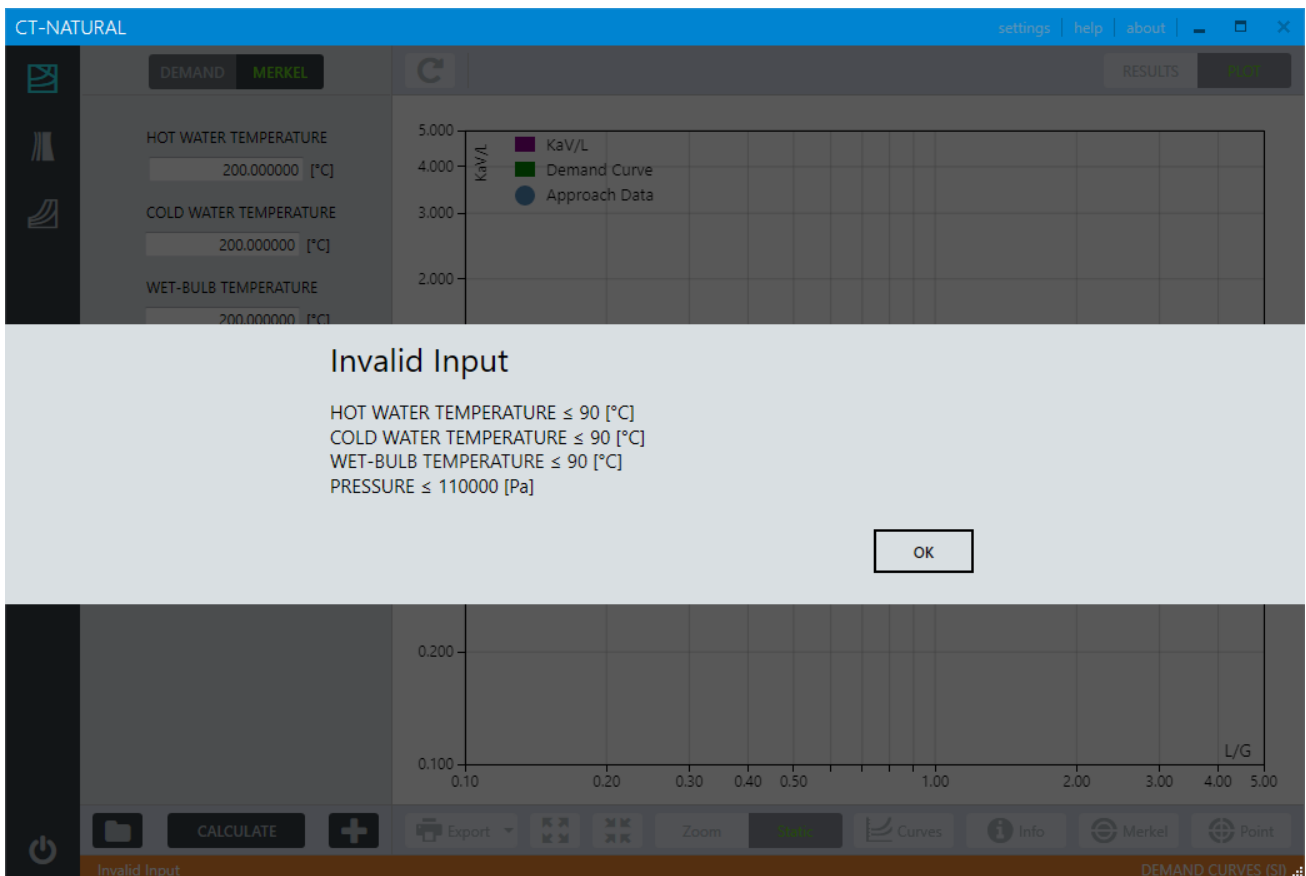 CT-NATURAL
settings | help | about
DEMAND MERKEL
RESULTS PLOT
HOT WATER TEMPERATURE
200.000000 [°C]
COLD WATER TEMPERATURE
200.000000 [°C]
WET-BULB TEMPERATURE
200.000000 [°C]
5.000
4.000
3.000
2.000
KaV/L
KaV/L
Demand Curve
Approach Data
Invalid Input
HOT WATER TEMPERATURE ≤ 90 [°C]
COLD WATER TEMPERATURE ≤ 90 [°C]
WET-BULB TEMPERATURE ≤ 90 [°C]
PRESSURE ≤ 110000 [Pa]
OK
0.200
0.100
L/G
0.10 0.20 0.30 0.40 0.50 1.00 2.00 3.00 4.00 5.00
CALCULATE
Export Zoom Static Curves Info Merkel Point
Invalid Input
DEMAND CURVES (SI)